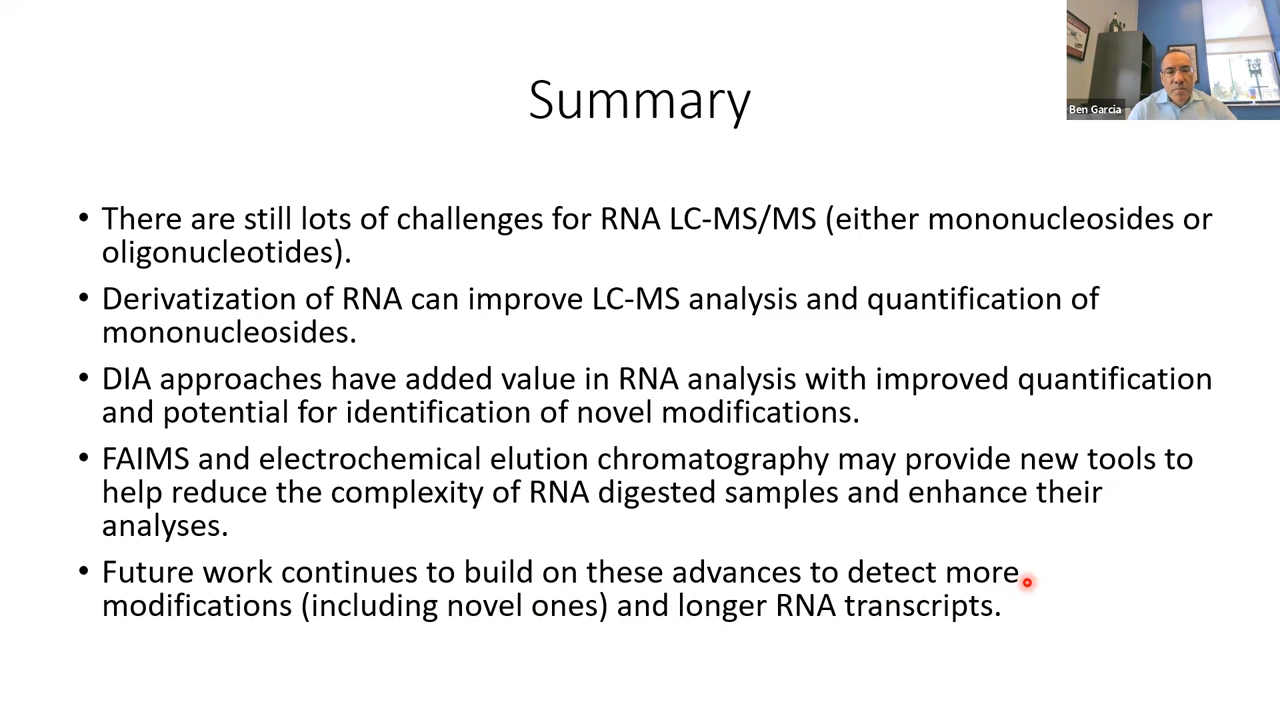 Ben Garcia
Summary
• There are still lots of challenges for RNA LC-MS/MS (either mononucleosides or
oligonucleotides).
• Derivatization of RNA can improve LC-MS analysis and quantification of
mononucleosides.
• DIA approaches have added value in RNA analysis with improved quantification
and potential for identification of novel modifications.
• FAIMS and electrochemical elution chromatography may provide new tools to
help reduce the complexity of RNA digested samples and enhance their
analyses.
• Future work continues to build on these advances to detect more
modifications (including novel ones) and longer RNA transcripts.